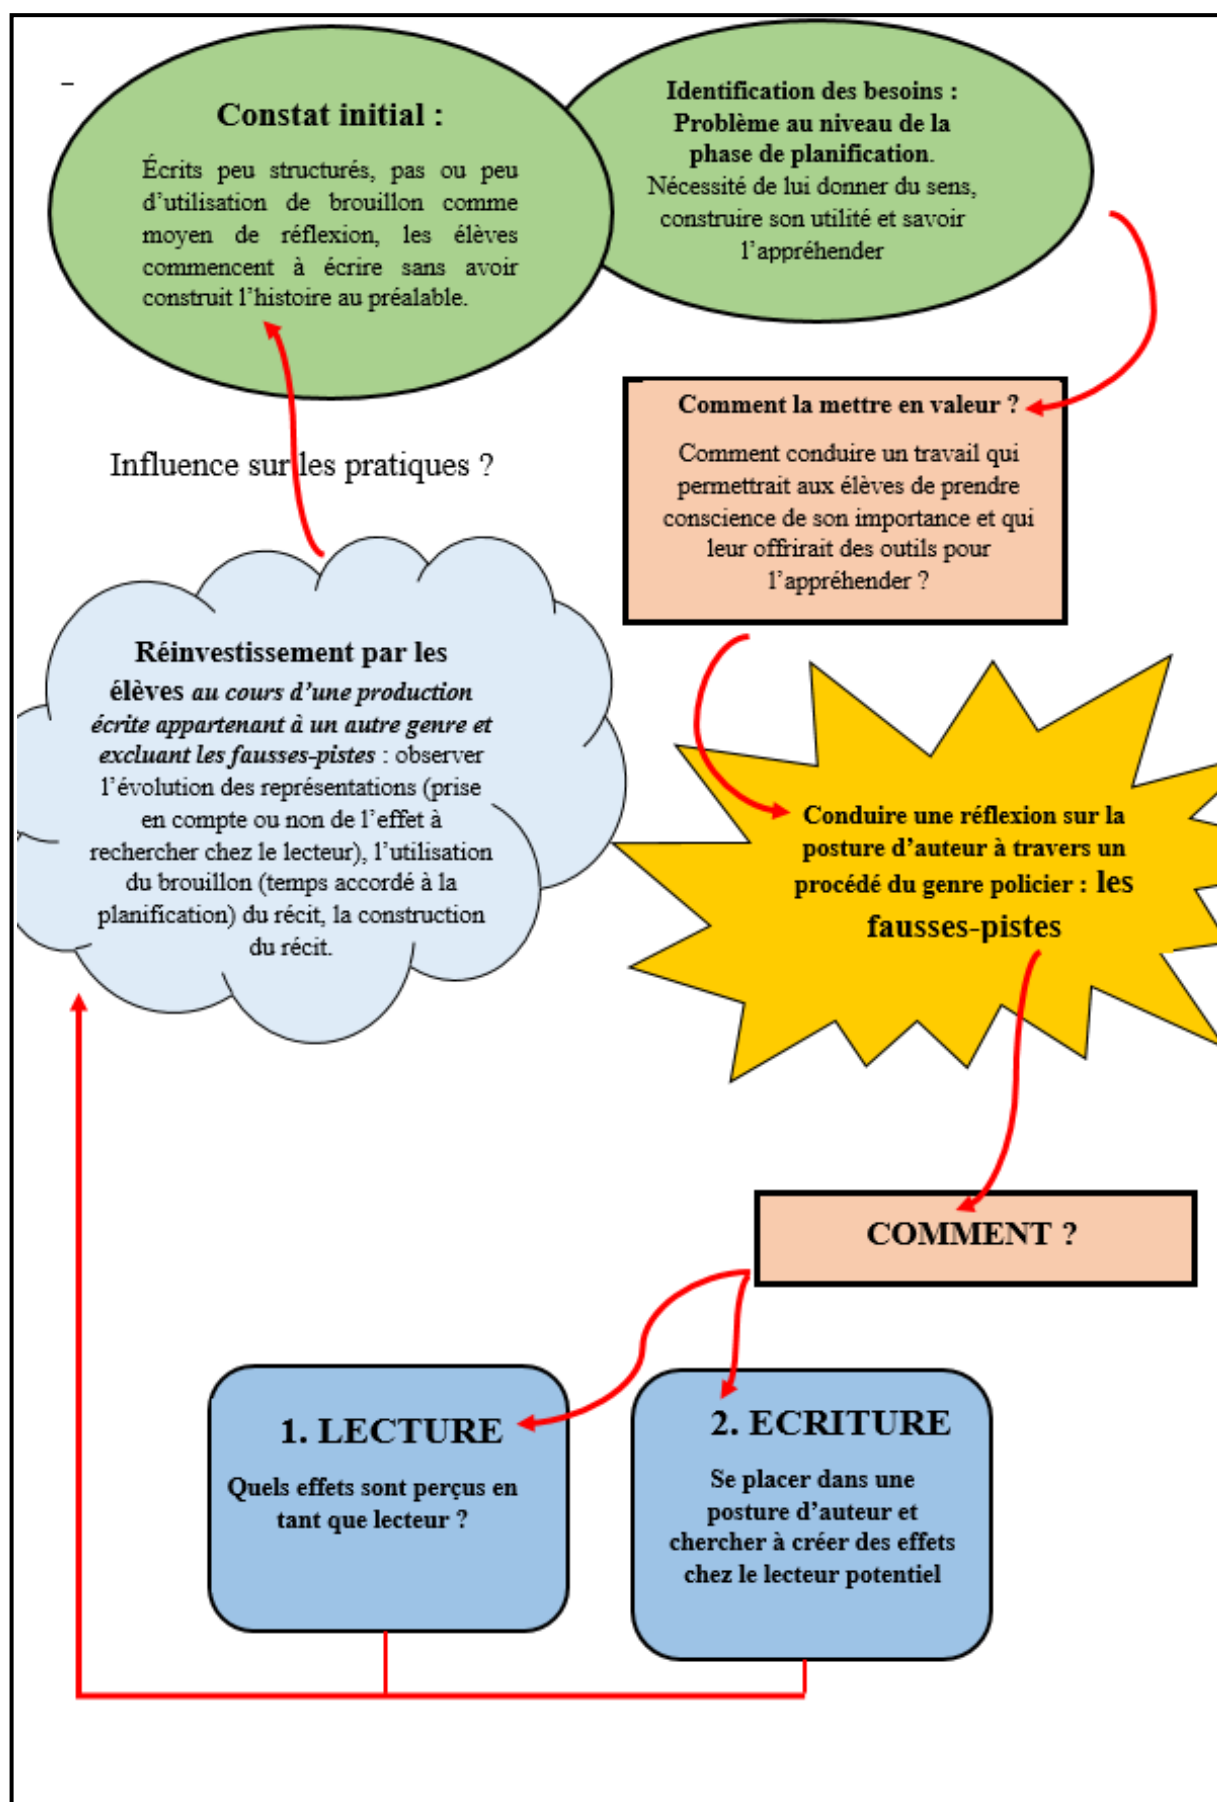 Constat initial :
Écrits peu structurés, pas ou peu
d’utilisation de brouillon comme
moyen de réflexion, les élèves
commencent à écrire sans avoir
construit l’histoire au préalable.
Identification des besoins :
Problème au niveau de la
phase de planification.
Nécessité de lui donner du sens,
construire son utilité et savoir
l’appréhender
Comment la mettre en valeur ?
Comment conduire un travail qui
permettrait aux élèves de prendre
conscience de son importance et qui
leur offrirait des outils pour
l’appréhender ?
Influence sur les pratiques ?
Réinvestissement par les
élèves au cours d’une production
écrite appartenant à un autre genre et
excluant les fausses-pistes : observer
l’évolution des représentations (prise
en compte ou non de l’effet à
rechercher chez le lecteur), l’utilisation
du brouillon (temps accordé à la
planification) du récit, la construction
du récit.
Conduire une réflexion sur la
posture d’auteur à travers un
procédé du genre policier : les
fausses-pistes
COMMENT ?
1. LECTURE
Quels effets sont perçus en
tant que lecteur ?
2. ECRITURE
Se placer dans une
posture d’auteur et
chercher à créer des effets
chez le lecteur potentiel